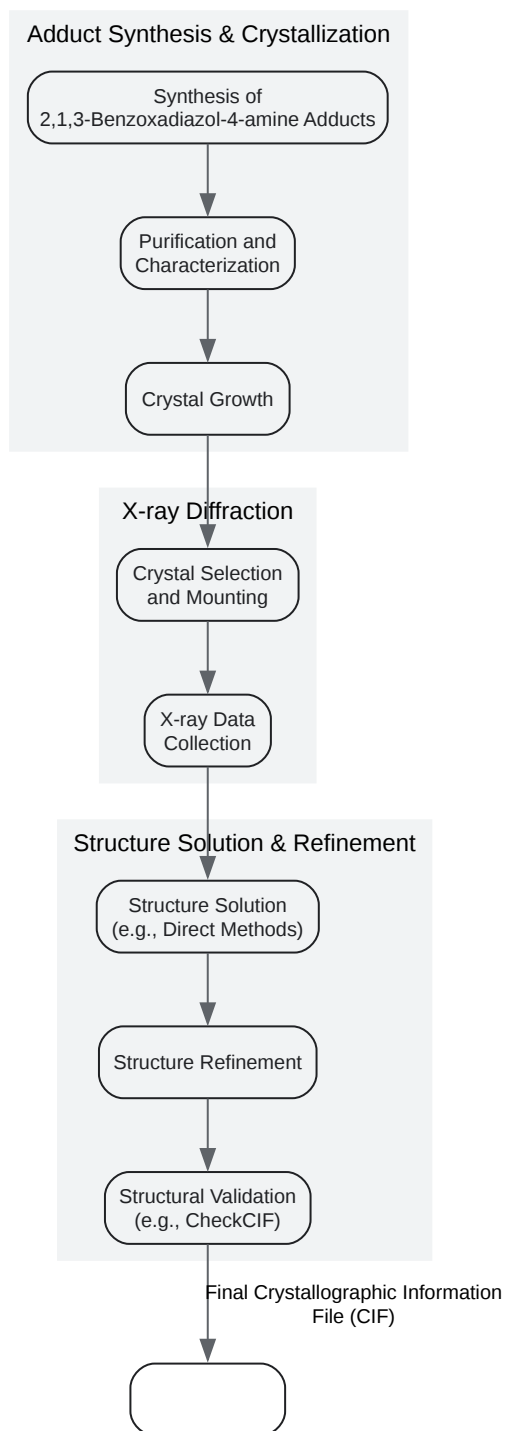 Adduct Synthesis & Crystallization
Synthesis of
2,1,3-Benzoxadiazol-4-amine Adducts
Purification and
Characterization
Crystal Growth
X-ray Diffraction
Crystal Selection
and Mounting
X-ray Data
Collection
Structure Solution & Refinement
Structure Solution
(e.g., Direct Methods)
Structure Refinement
Structural Validation
(e.g., CheckCIF)
Final Crystallographic Information
File (CIF)